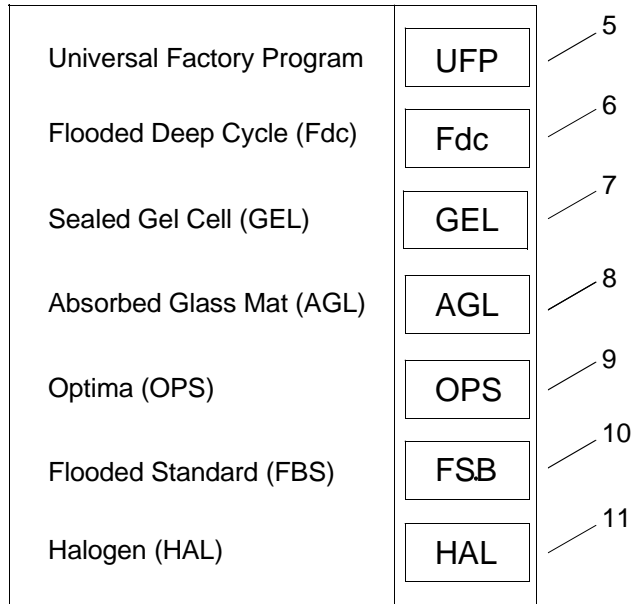 Universal Factory Program UFP 5
Flooded Deep Cycle (Fdc) Fdc 6
Sealed Gel Cell (GEL) GEL 7
Absorbed Glass Mat (AGL) AGL 8
Optima (OPS) OPS 9
Flooded Standard (FBS) FS.B 10
Halogen (HAL) HAL 11